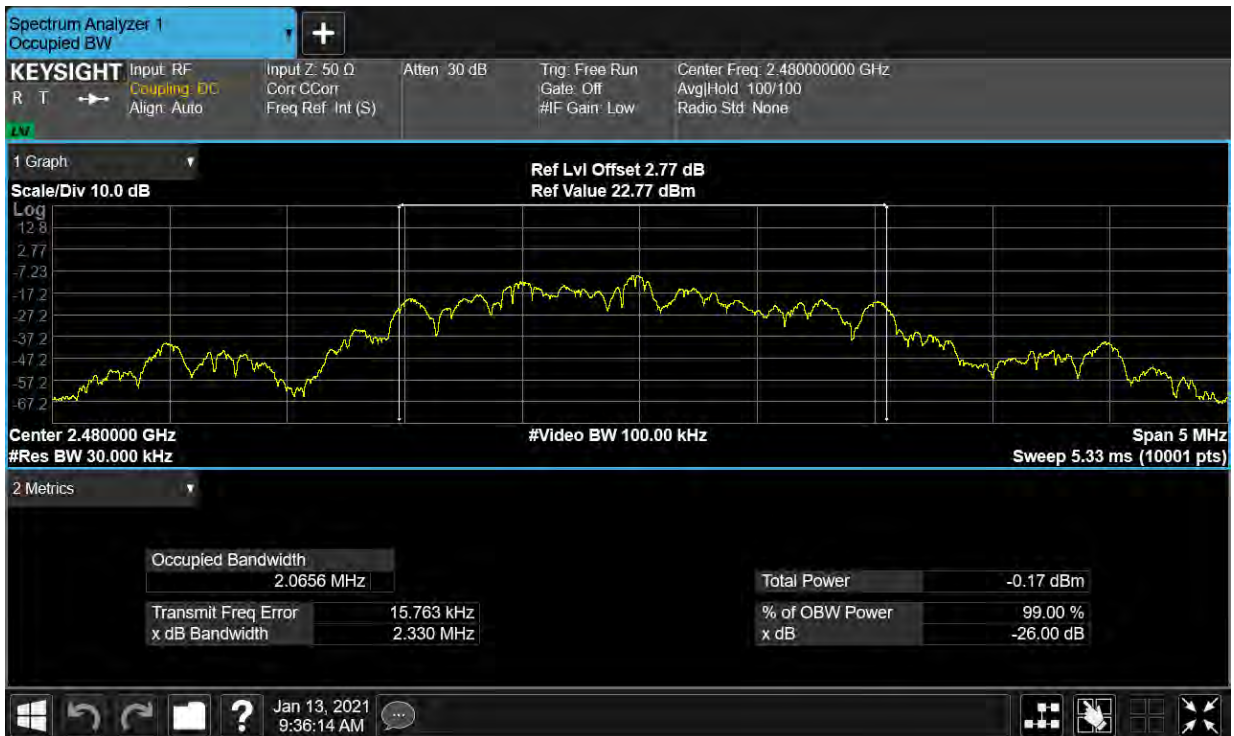 Spectrum Analyzer 1
Occupied BW
+
KEYSIGHT Input: RF Input Z: 50 Ω Atten: 30 dB Trig: Free Run Center Freq: 2.480000000 GHz
R T Coupling: DC Corr CCorr Gate: Off Avg|Hold: 100/100
Align: Auto Freq Ref: Int (S) #IF Gain: Low Radio Std: None
LXI
1 Graph
Ref Lvl Offset 2.77 dB
Scale/Div 10.0 dB Ref Value 22.77 dBm
Log
12.8
2.77
-7.23
-17.2
-27.2
-37.2
-47.2
-57.2
-67.2
Center 2.480000 GHz #Video BW 100.00 kHz Span 5 MHz
#Res BW 30.000 kHz Sweep 5.33 ms (10001 pts)
2 Metrics
Occupied Bandwidth
2.0656 MHz Total Power -0.17 dBm
Transmit Freq Error 15.763 kHz % of OBW Power 99.00 %
x dB Bandwidth 2.330 MHz x dB -26.00 dB
? Jan 13, 2021
9:36:14 AM